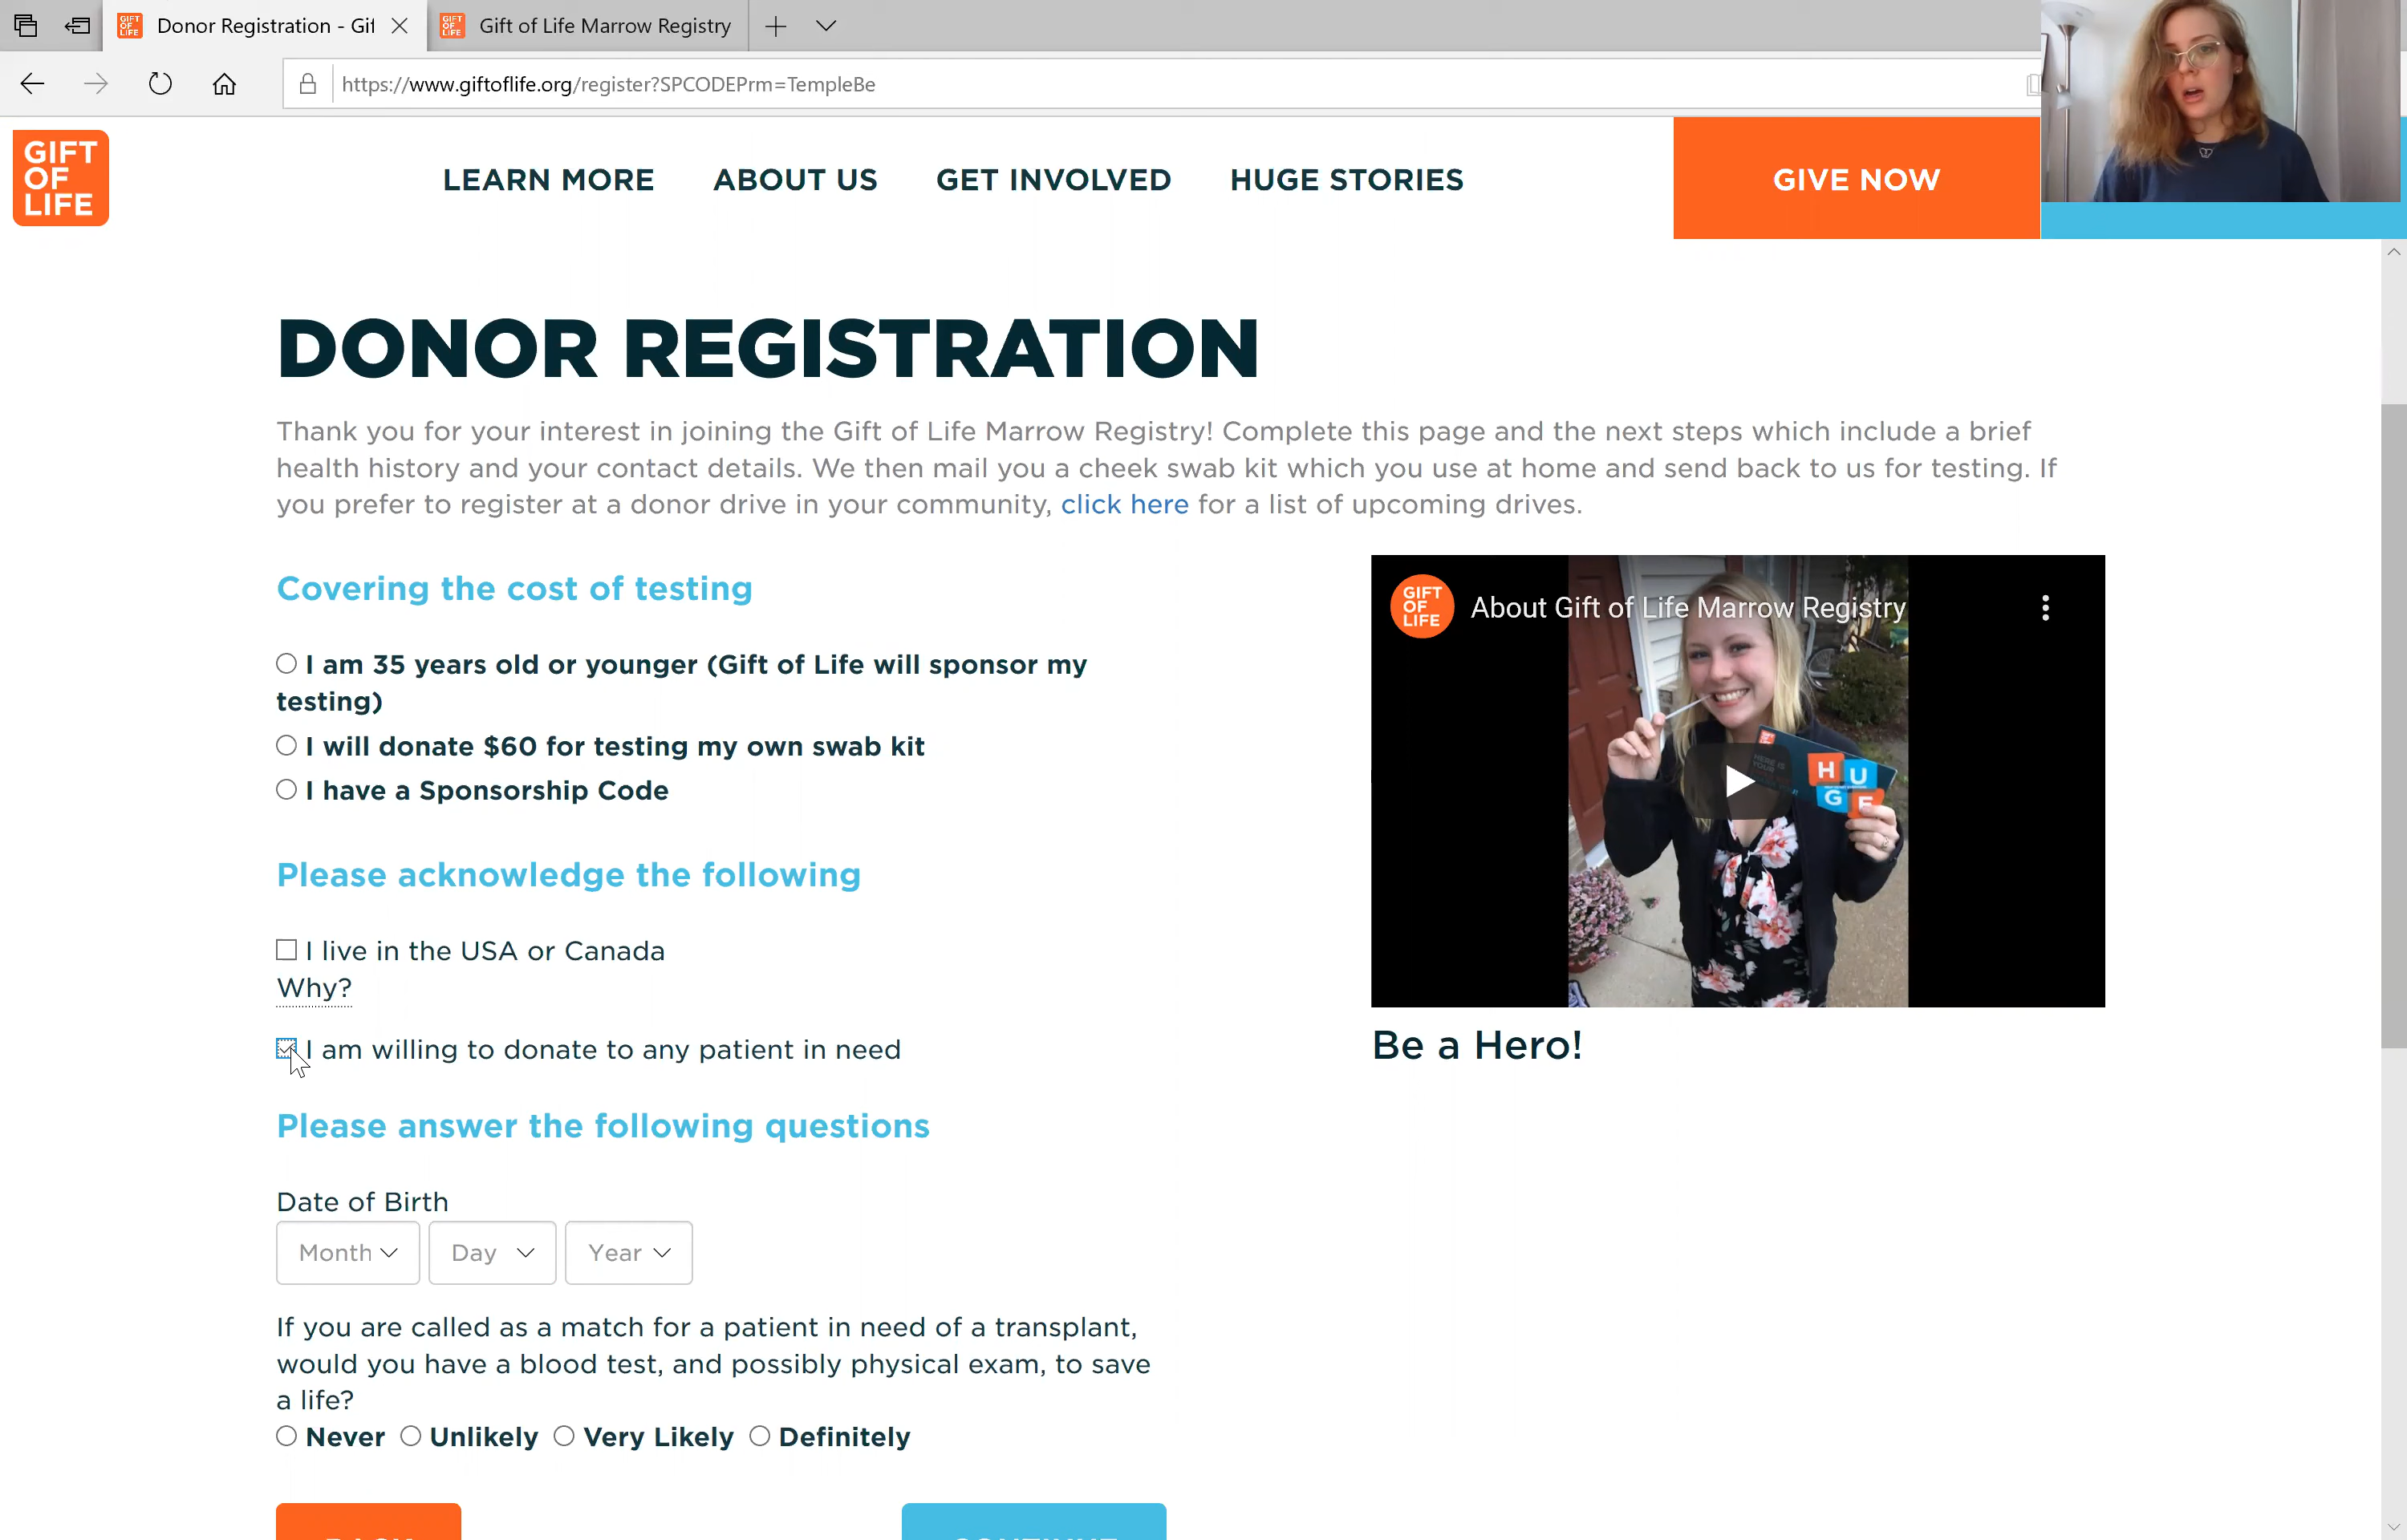 Donor Registration - Gif
Gift of Life Marrow Registry
https://www.giftoflife.org/register?SPCODEPrm=TempleBe
GIFT
OF
LIFE
LEARN MORE
ABOUT US
GET INVOLVED
HUGE STORIES
GIVE NOW
DONOR REGISTRATION
Thank you for your interest in joining the Gift of Life Marrow Registry! Complete this page and the next steps which include a brief
health history and your contact details. We then mail you a cheek swab kit which you use at home and send back to us for testing. If
you prefer to register at a donor drive in your community, click here for a list of upcoming drives.
Covering the cost of testing
I am 35 years old or younger (Gift of Life will sponsor my
testing)
I will donate $60 for testing my own swab kit
I have a Sponsorship Code
Please acknowledge the following
I live in the USA or Canada
Why?
I am willing to donate to any patient in need
Please answer the following questions
Date of Birth
Month
Day
Year
If you are called as a match for a patient in need of a transplant,
would you have a blood test, and possibly physical exam, to save
a life?
Never
Unlikely
Very Likely
Definitely
GIFT
OF
LIFE
About Gift of Life Marrow Registry
HERE IS
YOUR
H U
G E
Be a Hero!